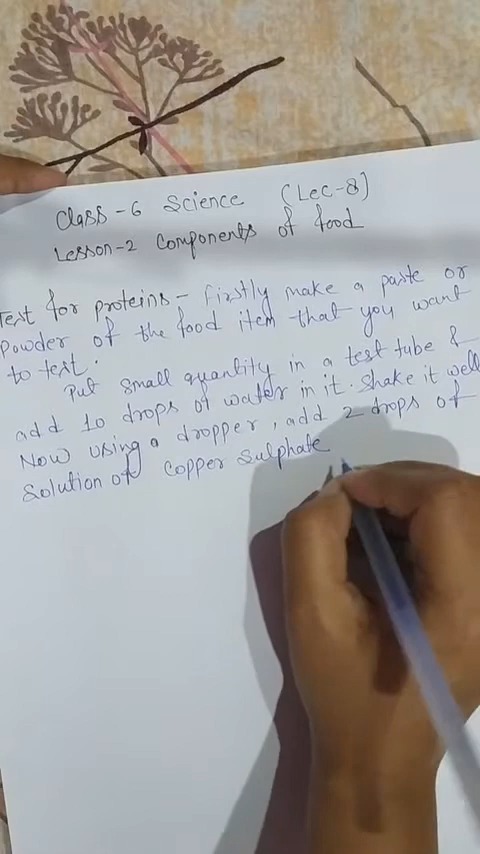 Class-6 Science (Lec-8)
Lesson-2 Components of food
Test for proteins - Firstly make a paste or
Powder of the food item that you want
to test.
Put small quantity in a test tube &
add 10 drops of water in it. Shake it well
Now using a dropper, add 2 drops of
Solution of Copper Sulphate